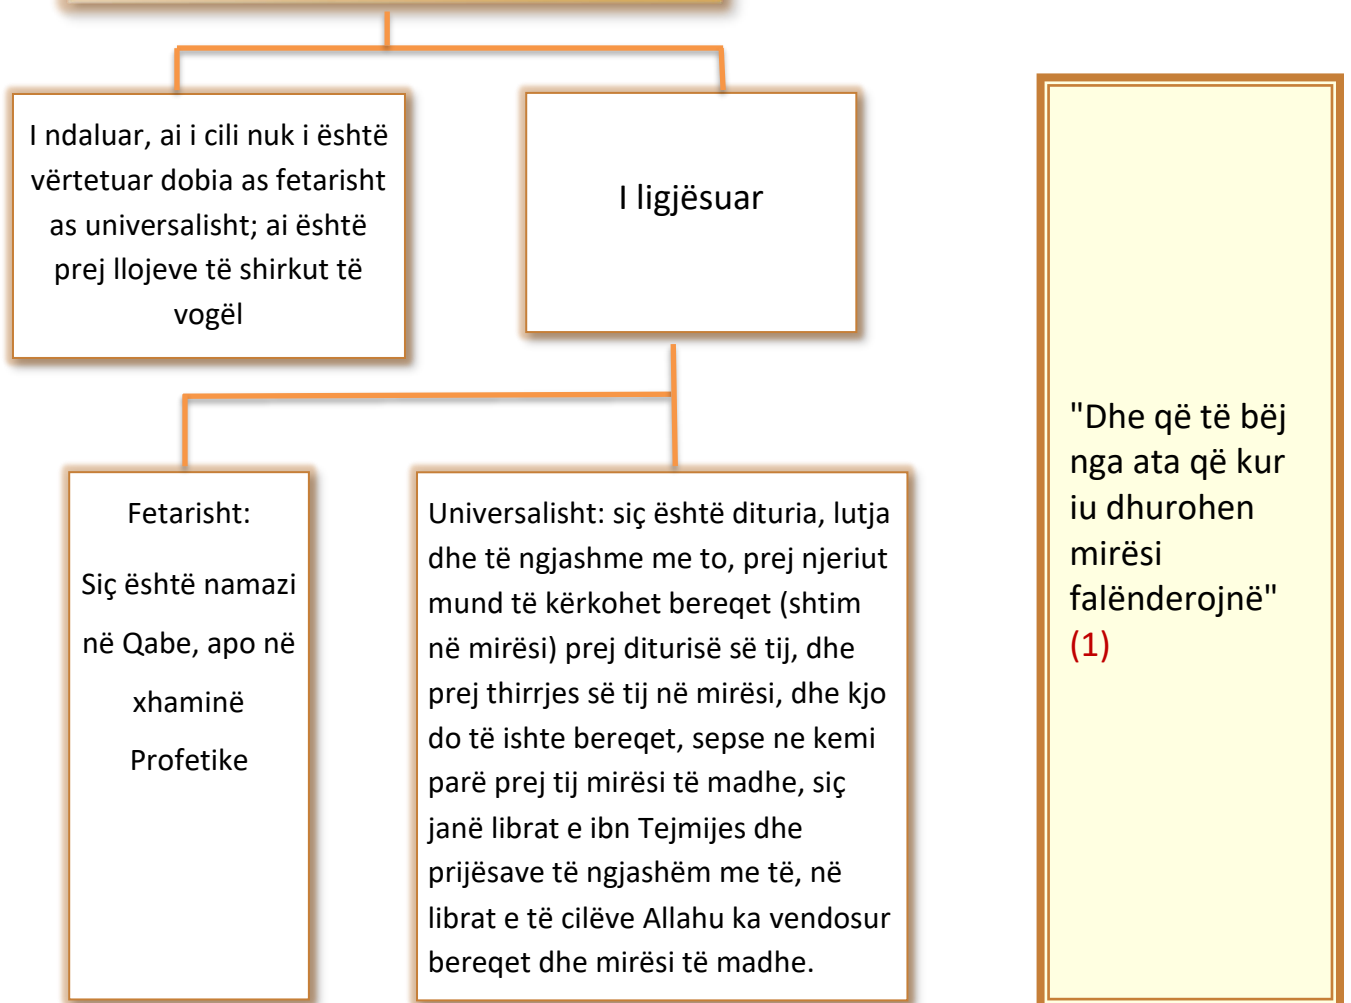 I ndaluar, ai i cili nuk i është
vërtetuar dobia as fetarisht
as universalisht; ai është
prej llojeve të shirkut të
vogël
I ligjësuar
Fetarisht:
Siç është namazi
në Qabe, apo në
xhaminë
Profetike
Universalisht: siç është dituria, lutja
dhe të ngjashme me to, prej njeriut
mund të kërkohet bereqet (shtim
në mirësi) prej diturisë së tij, dhe
prej thirrjes së tij në mirësi, dhe kjo
do të ishte bereqet, sepse ne kemi
parë prej tij mirësi të madhe, siç
janë librat e ibn Tejmijes dhe
prijësave të ngjashëm me të, në
librat e të cilëve Allahu ka vendosur
bereqet dhe mirësi të madhe.
"Dhe që të bëj
nga ata që kur
iu dhurohen
mirësi
falënderojnë"
(1)